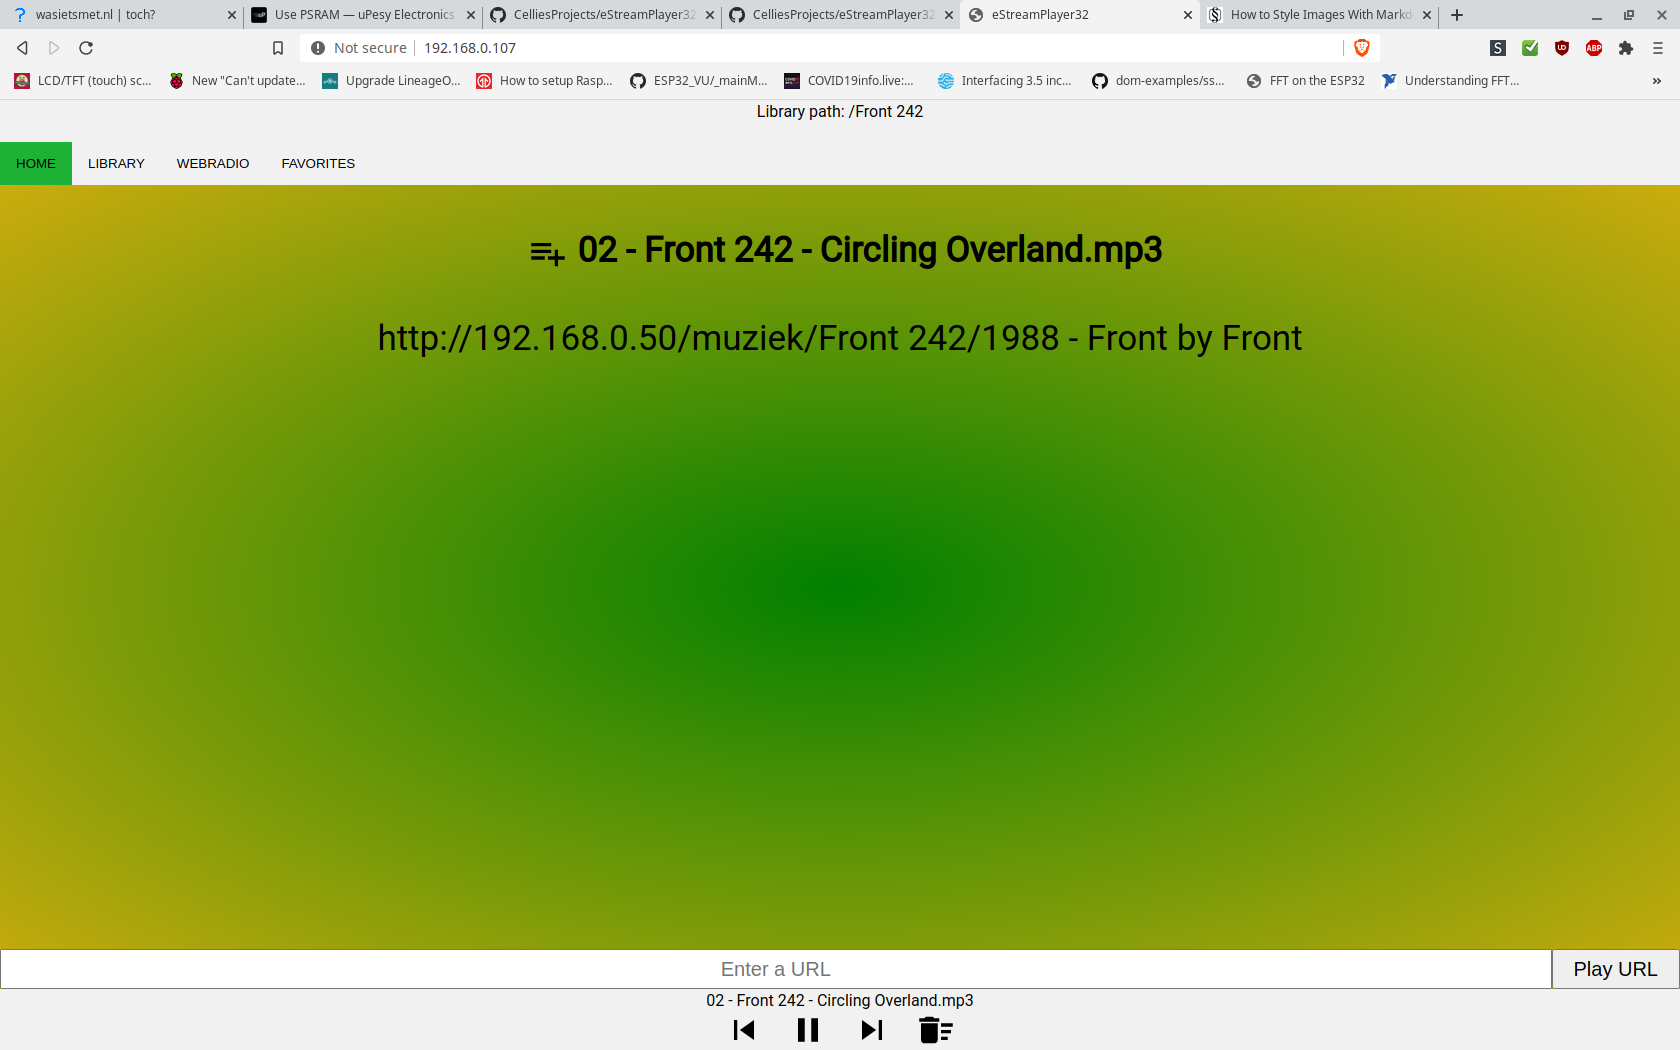 wasietsmet.nl | toch?
Use PSRAM — uPesy Electronics
CelliesProjects/eStreamPlayer32
CelliesProjects/eStreamPlayer32
eStreamPlayer32
How to Style Images With Markd
Not secure
192.168.0.107
LCD/TFT (touch) sc...
New "Can't update...
Upgrade LineageO...
How to setup Rasp...
ESP32_VU/_mainM...
COVID19info.live:...
Interfacing 3.5 inc...
dom-examples/ss...
FFT on the ESP32
Understanding FFT...
Library path: /Front 242
HOME
LIBRARY
WEBRADIO
FAVORITES
02 - Front 242 - Circling Overland.mp3
http://192.168.0.50/muziek/Front 242/1988 - Front by Front
Enter a URL
Play URL
02 - Front 242 - Circling Overland.mp3